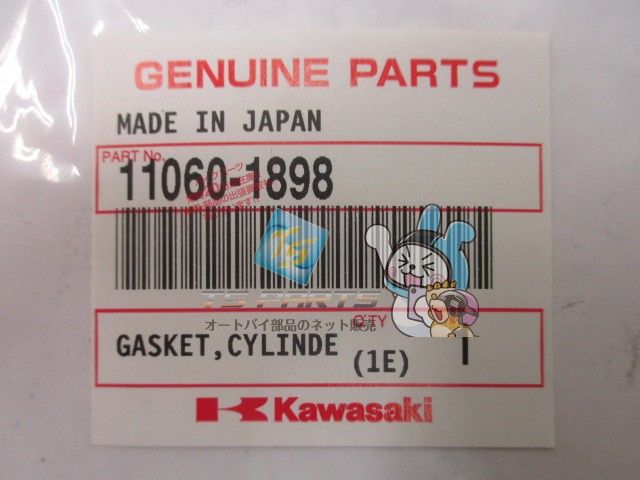 GENUINE PARTS
MADE IN JAPAN
PART No.
11060-1898
TS PARTS
オートバイ部品のネット販売
Q'TY
GASKET,CYLINDE (1E) 1
Kawasaki